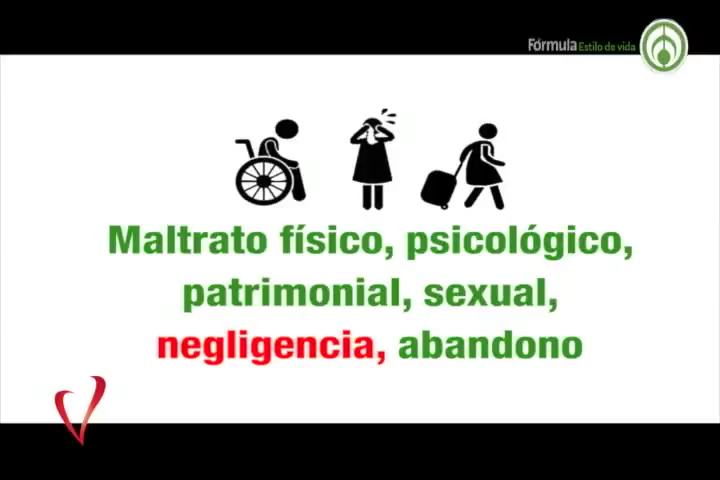 Fórmula Estilo de vida
Maltrato físico, psicológico,
patrimonial, sexual,
negligencia, abandono